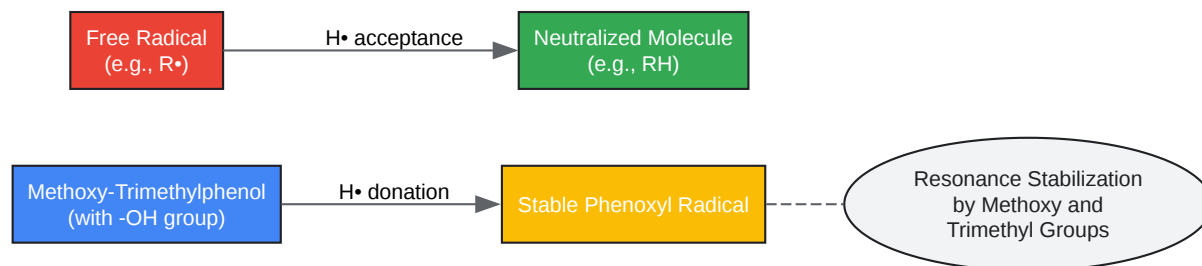 Free Radical
(e.g., R•)
H• acceptance
Neutralized Molecule
(e.g., RH)
Methoxy-Trimethylphenol
(with -OH group)
H• donation
Stable Phenoxyl Radical
Resonance Stabilization
by Methoxy and
Trimethyl Groups